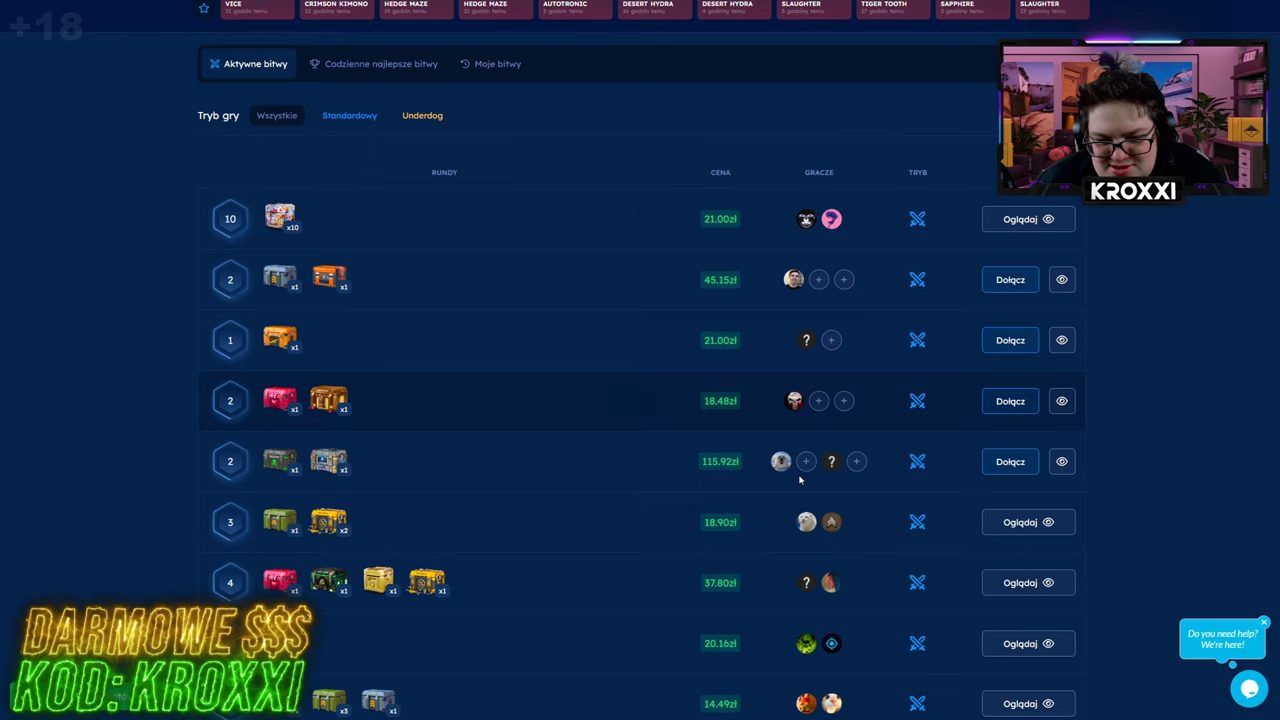 +18
VICE
CRIMSON KIMONO
HEDGE MAZE
HEDGE MAZE
AUTOTRONIC
DESERT HYDRA
DESERT HYDRA
SLAUGHTER
TIGER TOOTH
SAPPHIRE
SLAUGHTER
Aktywne bitwy
Codzienne najlepsze bitwy
Moje bitwy
Tryb gry
Wszystkie
Standardowy
Underdog
RUNDY
CENA
GRACZE
TRYB
KROXXI
10
x10
21.00zł
Oglądaj
2
x1
x1
45.15zł
+
+
Dołącz
1
x1
21.00zł
?
+
Dołącz
2
x1
x1
18.48zł
+
+
Dołącz
2
x1
x1
115.92zł
+
?
+
Dołącz
3
x1
x2
18.90zł
Oglądaj
4
x1
x1
x1
x1
37.80zł
?
Oglądaj
20.16zł
Oglądaj
x1
14.49zł
Oglądaj
DARMOWE $$$
KOD: KROXXI
Do you need help?
We're here!